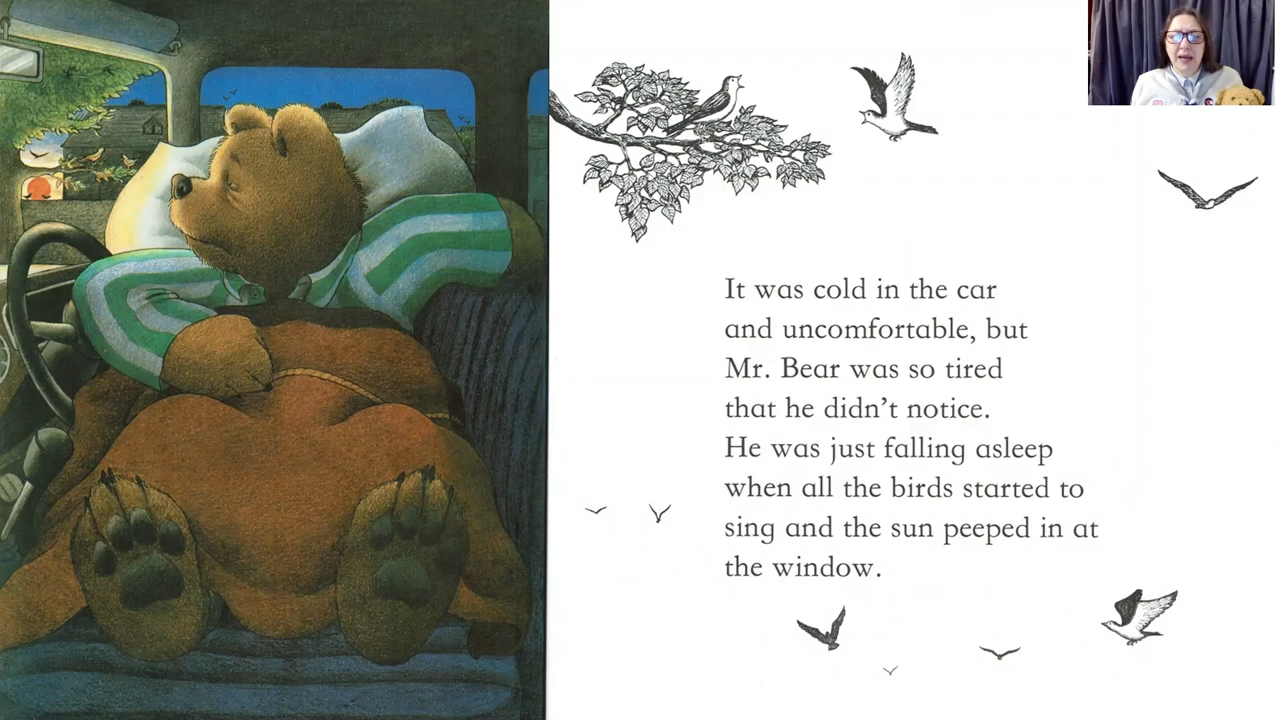 It was cold in the car
and uncomfortable, but
Mr. Bear was so tired
that he didn't notice.
He was just falling asleep
when all the birds started to
sing and the sun peeped in at
the window.